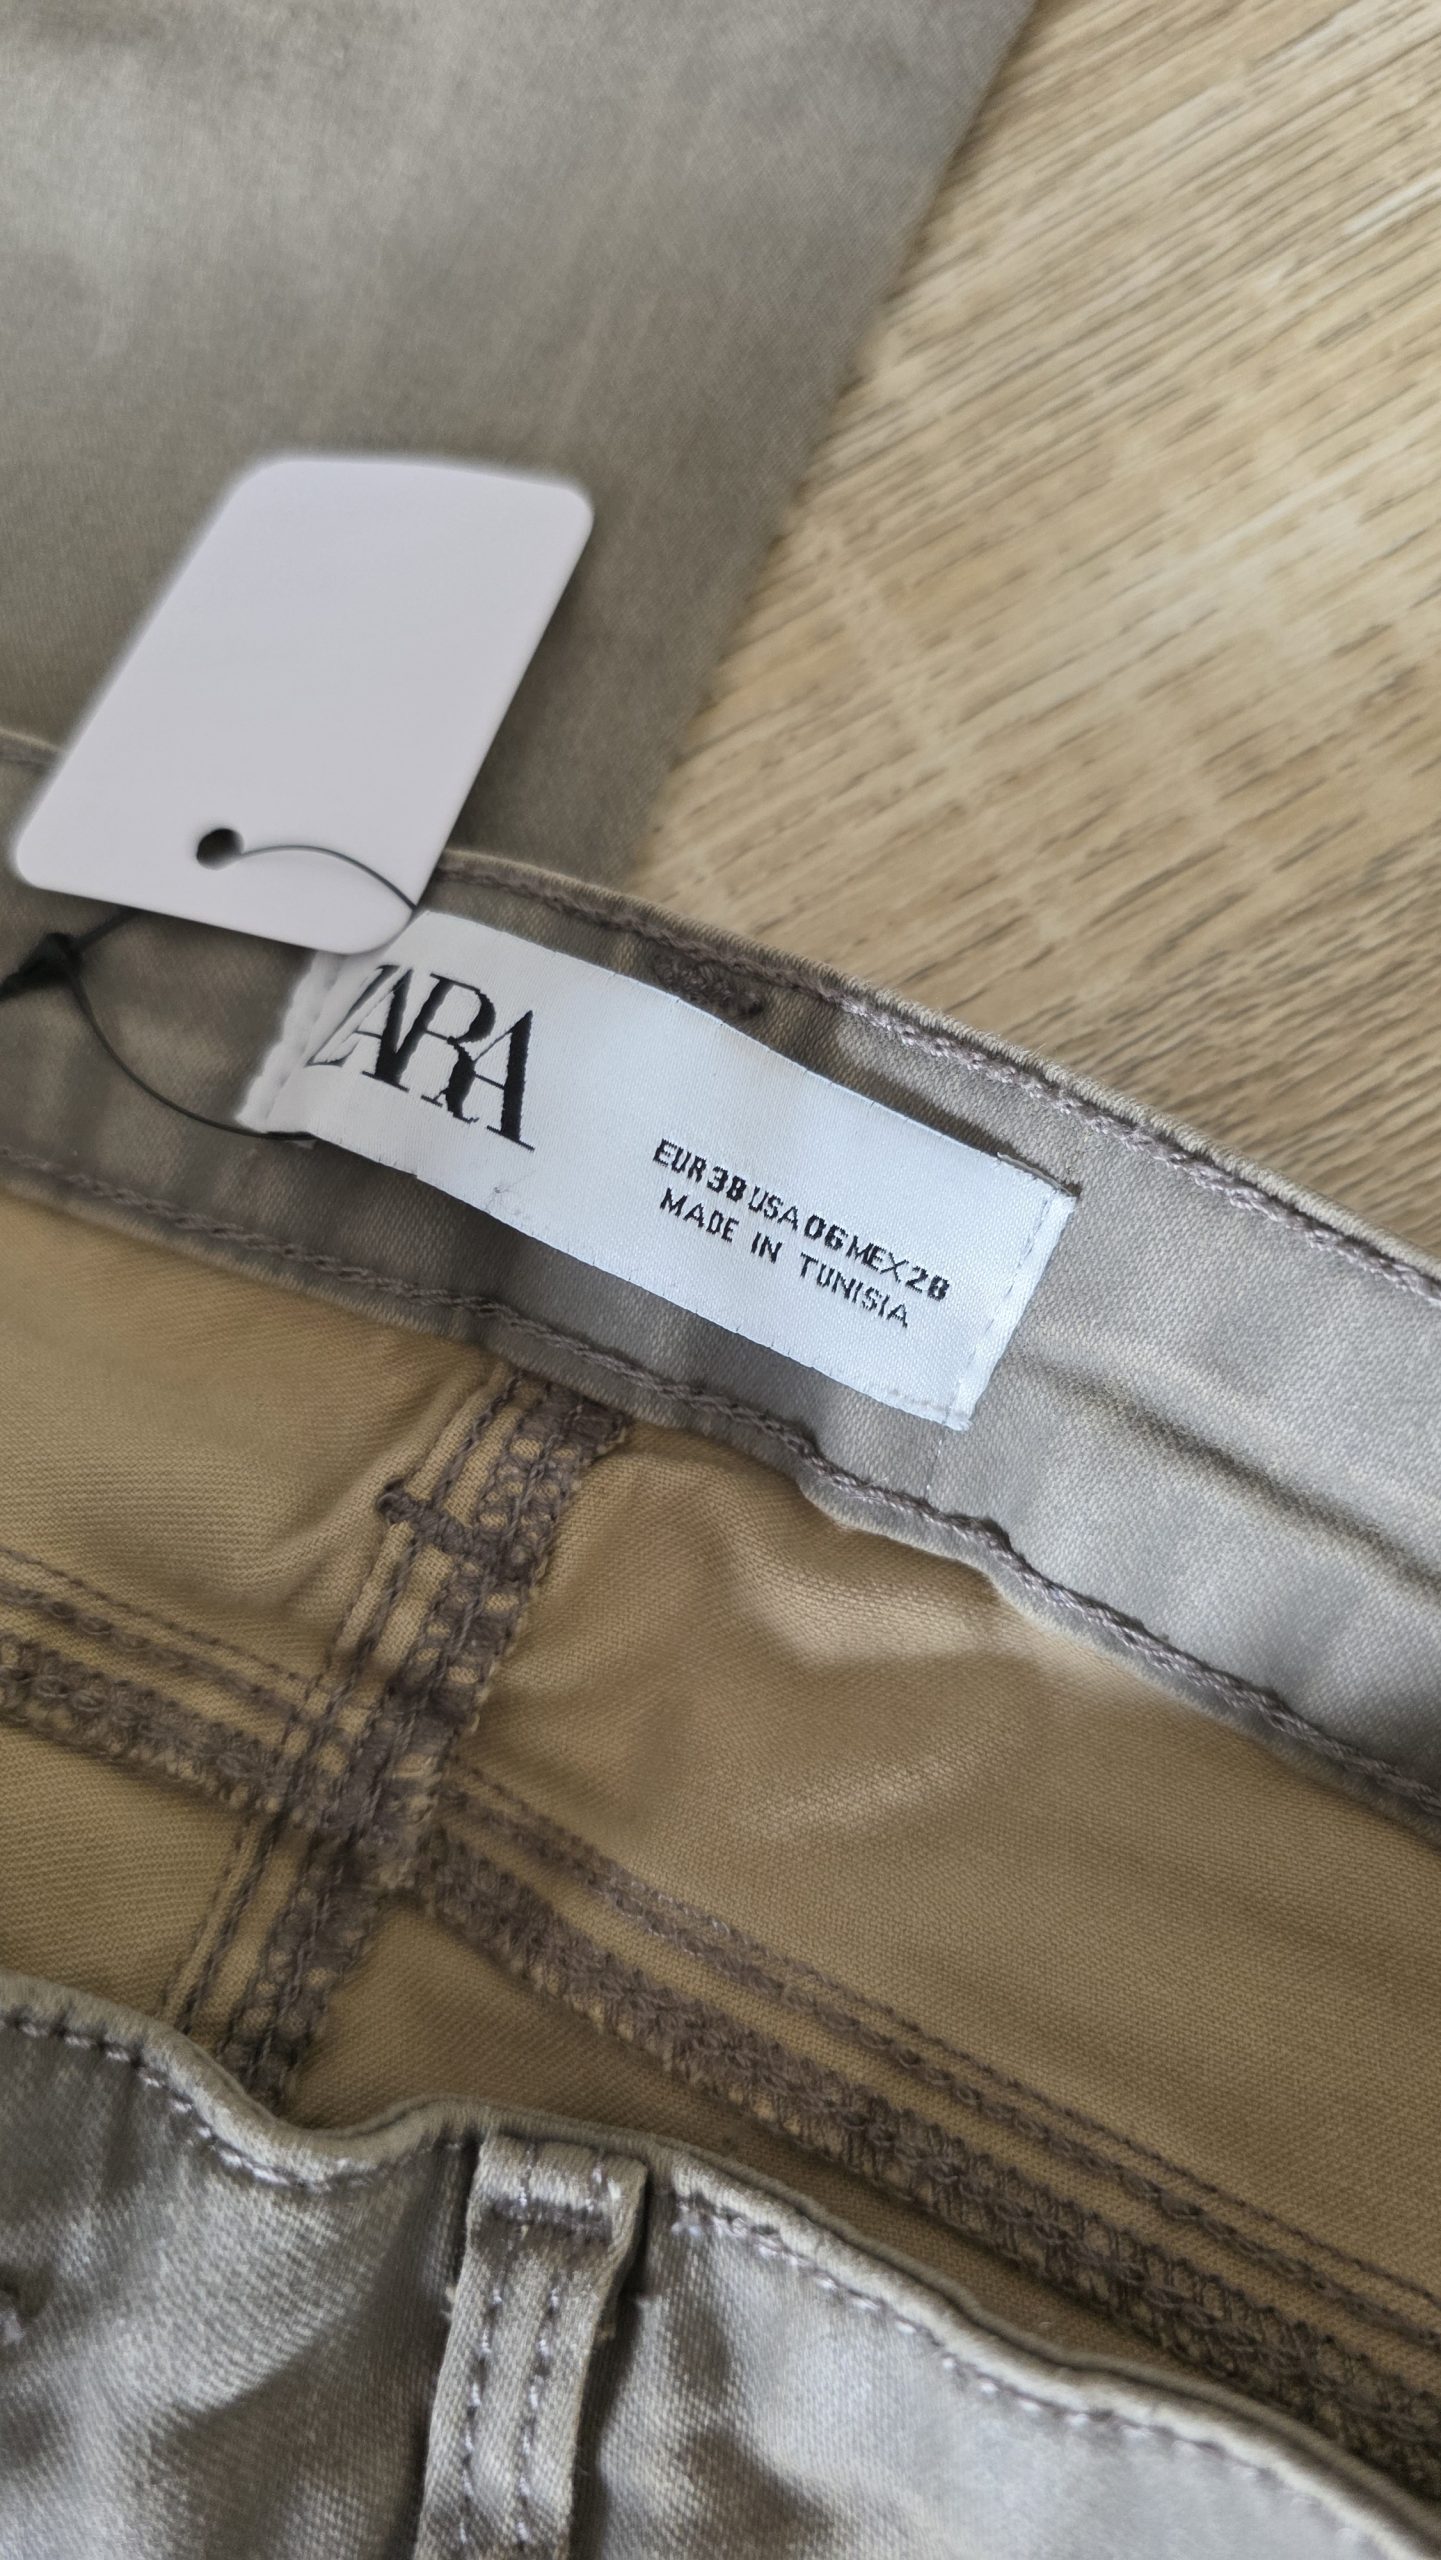 ZARA
EUR 38 USA 06 MEX 28
MADE IN TUNISIA